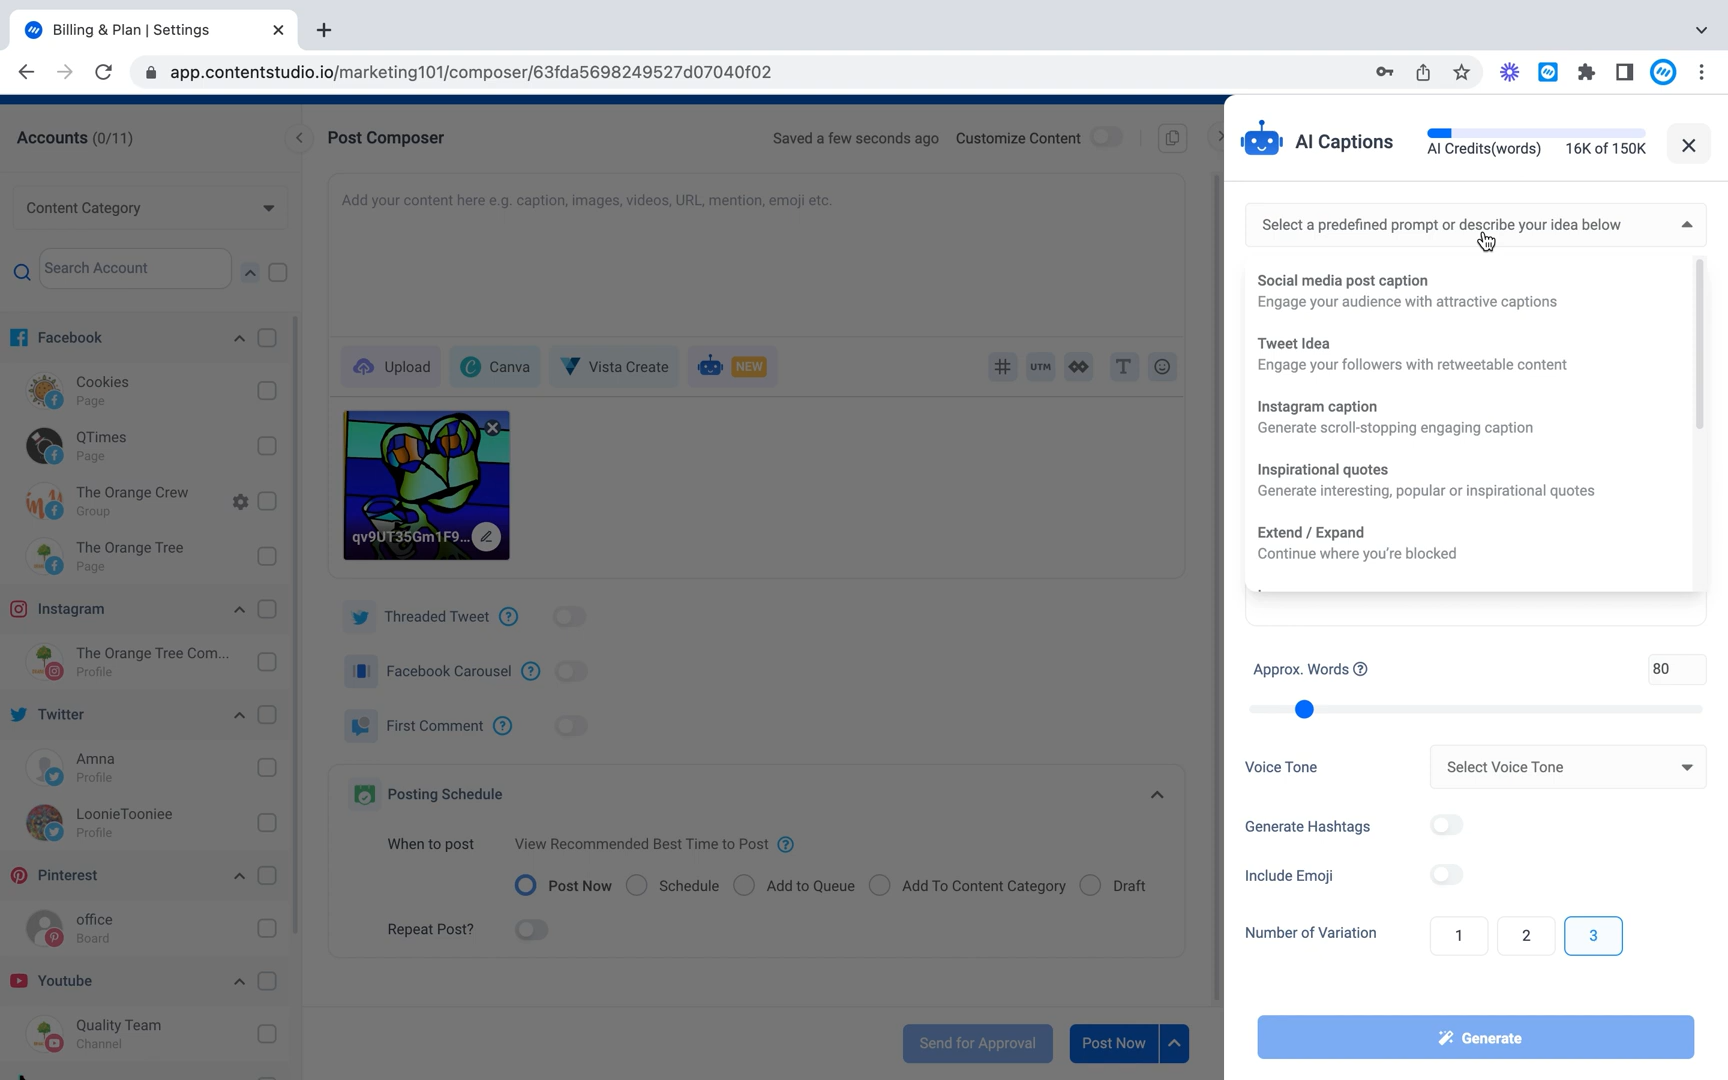 Billing & Plan | Settings
app.contentstudio.io/marketing101/composer/63fda5698249527d07040f02
Accounts (0/11)
Content Category
Search Account
Facebook
Cookies
Page
QTimes
Page
The Orange Crew
Group
The Orange Tree
Page
Instagram
The Orange Tree Com...
Profile
Twitter
Amna
Profile
LoonieTooniee
Profile
Pinterest
office
Board
Youtube
Quality Team
Channel
Post Composer
Saved a few seconds ago
Customize Content
Add your content here e.g. caption, images, videos, URL, mention, emoji etc.
Upload
Canva
Vista Create
NEW
UTM
qv9UT35Gm1F9...
Threaded Tweet
Facebook Carousel
First Comment
Posting Schedule
When to post
View Recommended Best Time to Post
Post Now
Schedule
Add to Queue
Add To Content Category
Draft
Repeat Post?
Send for Approval
Post Now
AI Captions
AI Credits(words)
16K of 150K
Select a predefined prompt or describe your idea below
Social media post caption
Engage your audience with attractive captions
Tweet Idea
Engage your followers with retweetable content
Instagram caption
Generate scroll-stopping engaging caption
Inspirational quotes
Generate interesting, popular or inspirational quotes
Extend / Expand
Continue where you're blocked
Approx. Words
80
Voice Tone
Select Voice Tone
Generate Hashtags
Include Emoji
Number of Variation
1
2
3
Generate